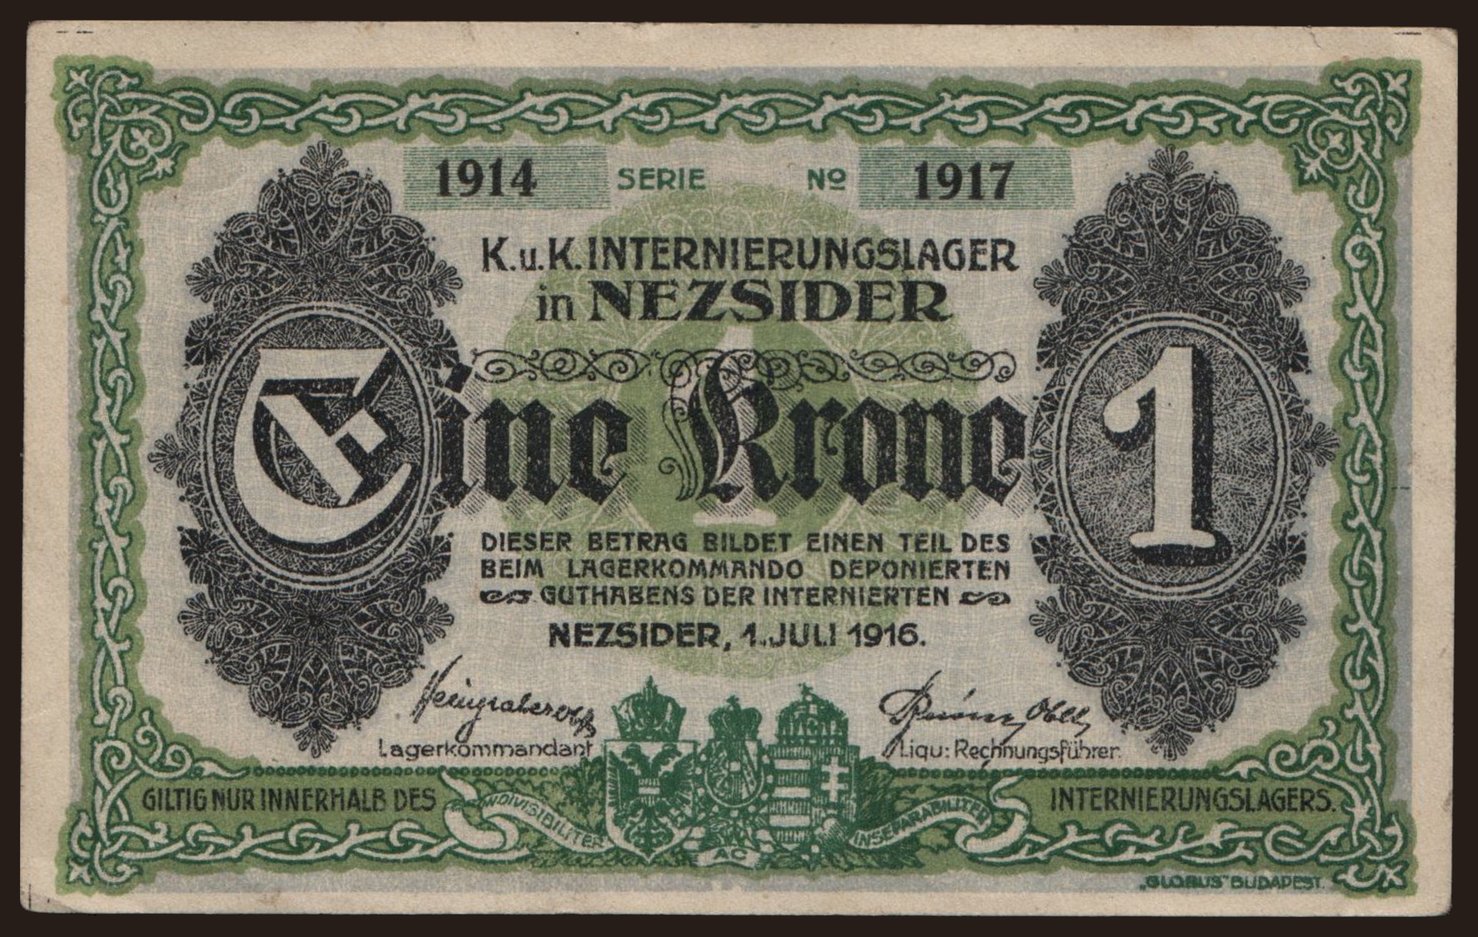 1914 SERIE No 1917
K.u.K. INTERNIERUNGSLAGER
in NEZSIDER
Eine Krone 1
DIESER BETRAG BILDET EINEN TEIL DES
BEIM LAGERKOMMANDO DEPONIERTEN
GUTHABENS DER INTERNIERTEN
NEZSIDER, 1. JULI 1916.
Lagerkommandant Liqu: Rechnungsführer.
GILTIG NUR INNERHALB DES INTERNIERUNGSLAGERS.
INDIVISIBILITER AC INSEPARABILITER
„GLOBUS" BUDAPEST.